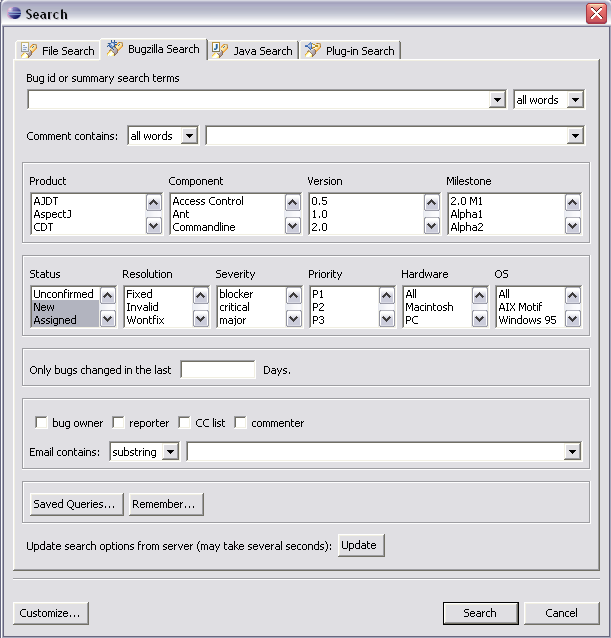 Search
File Search Bugzilla Search Java Search Plug-in Search
Bug id or summary search terms
all words
Comment contains: all words
Product Component Version Milestone
AJDT Access Control 0.5 2.0 M1
AspectJ Ant 1.0 Alpha1
CDT Commandline 2.0 Alpha2
Status Resolution Severity Priority Hardware OS
Unconfirmed Fixed blocker P1 All All
New Invalid critical P2 Macintosh AIX Motif
Assigned Wontfix major P3 PC Windows 95
Only bugs changed in the last Days.
bug owner reporter CC list commenter
Email contains: substring
Saved Queries... Remember...
Update search options from server (may take several seconds): Update
Customize... Search Cancel